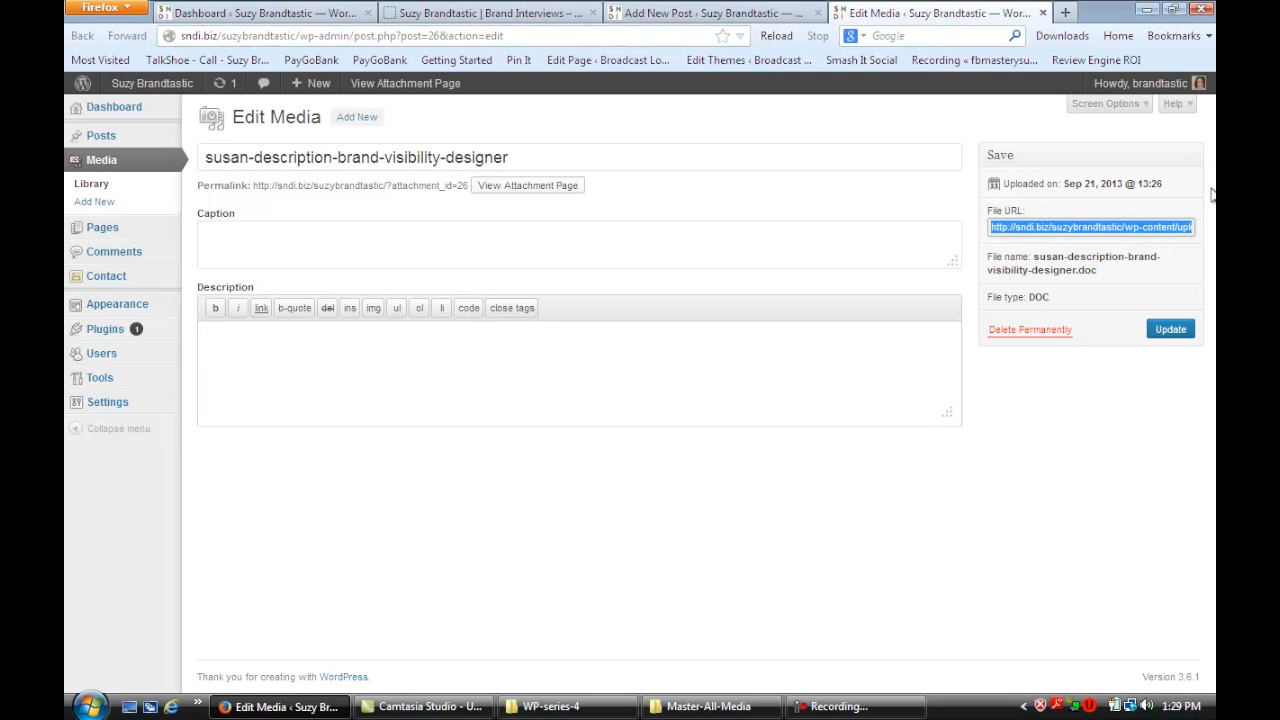 Firefox
Dashboard ‹ Suzy Brandtastic — Wor...
Suzy Brandtastic | Brand Interviews – ...
Add New Post ‹ Suzy Brandtastic — ...
Edit Media ‹ Suzy Brandtastic — Wor...
Back Forward sndi.biz/suzybrandtastic/wp-admin/post.php?post=26&action=edit Reload Stop Google Downloads Home Bookmarks
Most Visited TalkShoe - Call - Suzy Br... PayGoBank PayGoBank Getting Started Pin It Edit Page ‹ Broadcast Lo... Edit Themes ‹ Broadcast ... Smash It Social Recording « fbmasterysu... Review Engine ROI
Suzy Brandtastic 1 + New View Attachment Page Howdy, brandtastic
Screen Options Help
Dashboard
Posts
Media
Library
Add New
Pages
Comments
Contact
Appearance
Plugins 1
Users
Tools
Settings
Collapse menu
Edit Media Add New
susan-description-brand-visibility-designer
Permalink: http://sndi.biz/suzybrandtastic/?attachment_id=26 View Attachment Page
Caption
Description
b i link b-quote del ins img ul ol li code close tags
Save
Uploaded on: Sep 21, 2013 @ 13:26
File URL:
http://sndi.biz/suzybrandtastic/wp-content/upl
File name: susan-description-brand-
visibility-designer.doc
File type: DOC
Delete Permanently Update
Thank you for creating with WordPress. Version 3.6.1
Edit Media ‹ Suzy Br... Camtasia Studio - U... WP-series-4 Master-All-Media Recording... 1:29 PM